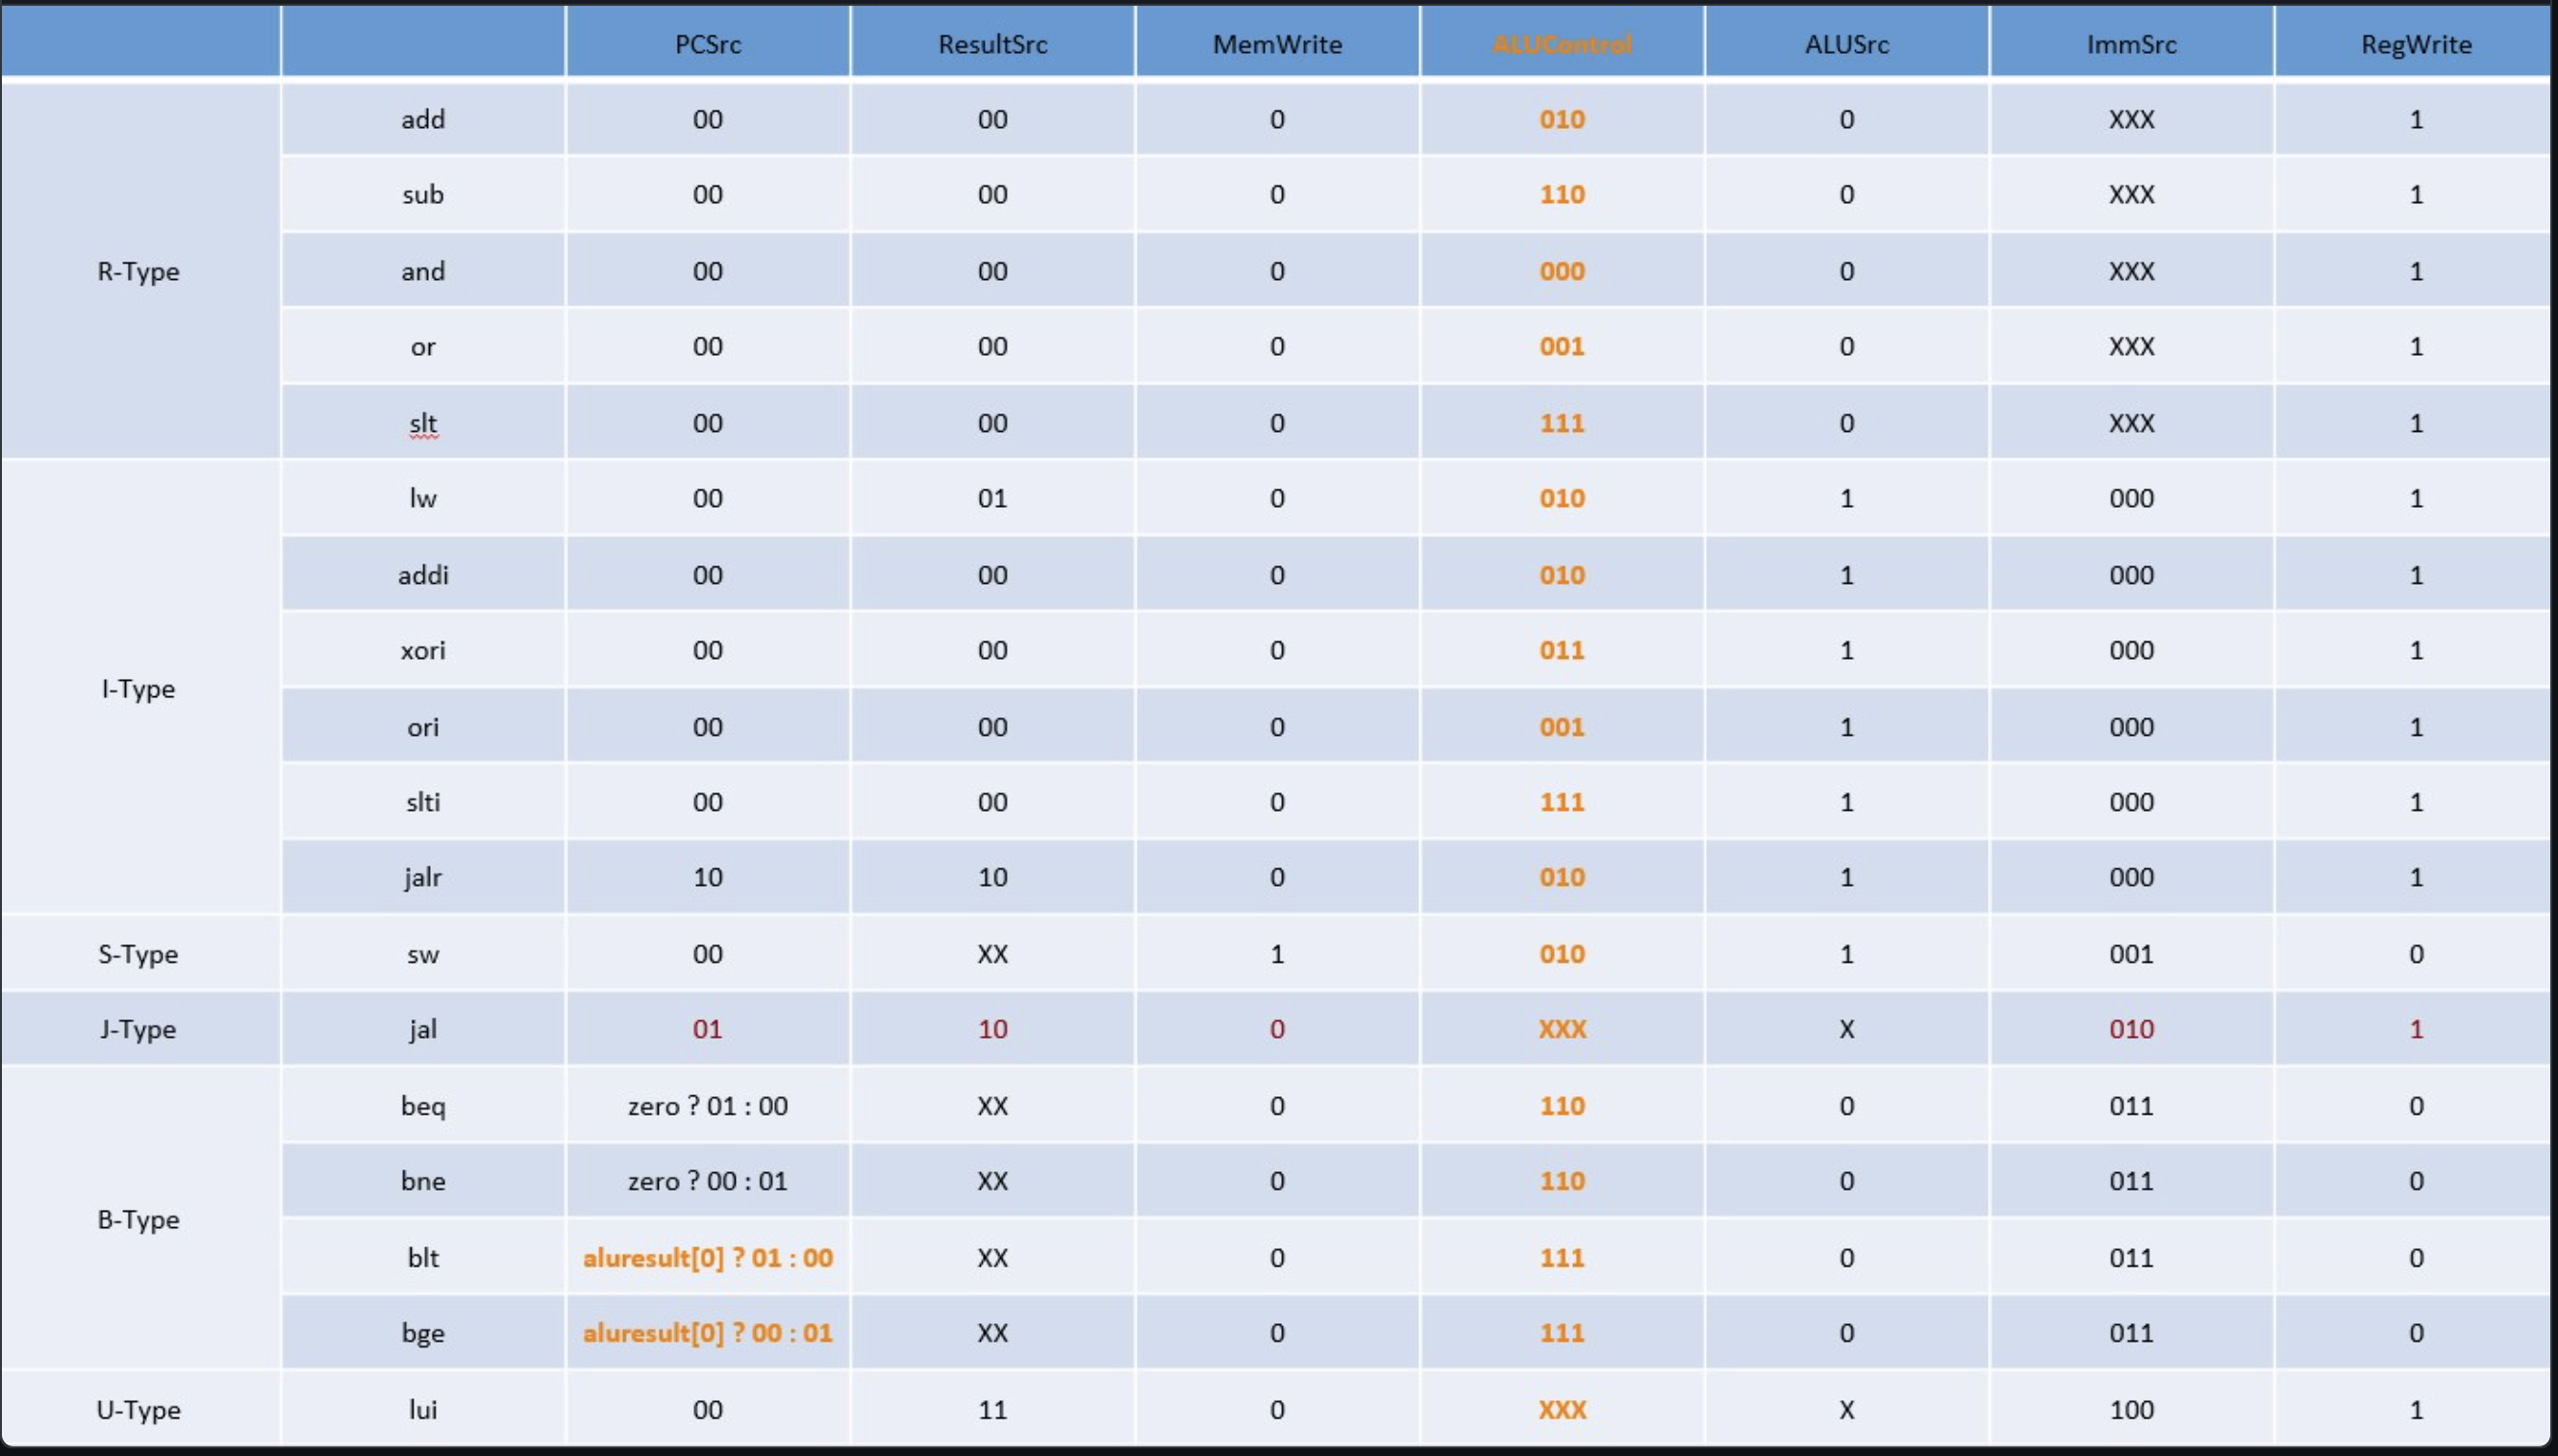 PCSrc ResultSrc MemWrite ALUControl ALUSrc ImmSrc RegWrite
R-Type
add 00 00 0 010 0 XXX 1
sub 00 00 0 110 0 XXX 1
and 00 00 0 000 0 XXX 1
or 00 00 0 001 0 XXX 1
slt 00 00 0 111 0 XXX 1
I-Type
lw 00 01 0 010 1 000 1
addi 00 00 0 010 1 000 1
xori 00 00 0 011 1 000 1
ori 00 00 0 001 1 000 1
slti 00 00 0 111 1 000 1
jalr 10 10 0 010 1 000 1
S-Type sw 00 XX 1 010 1 001 0
J-Type jal 01 10 0 XXX X 010 1
B-Type
beq zero ? 01 : 00 XX 0 110 0 011 0
bne zero ? 00 : 01 XX 0 110 0 011 0
blt aluresult[0] ? 01 : 00 XX 0 111 0 011 0
bge aluresult[0] ? 00 : 01 XX 0 111 0 011 0
U-Type lui 00 11 0 XXX X 100 1